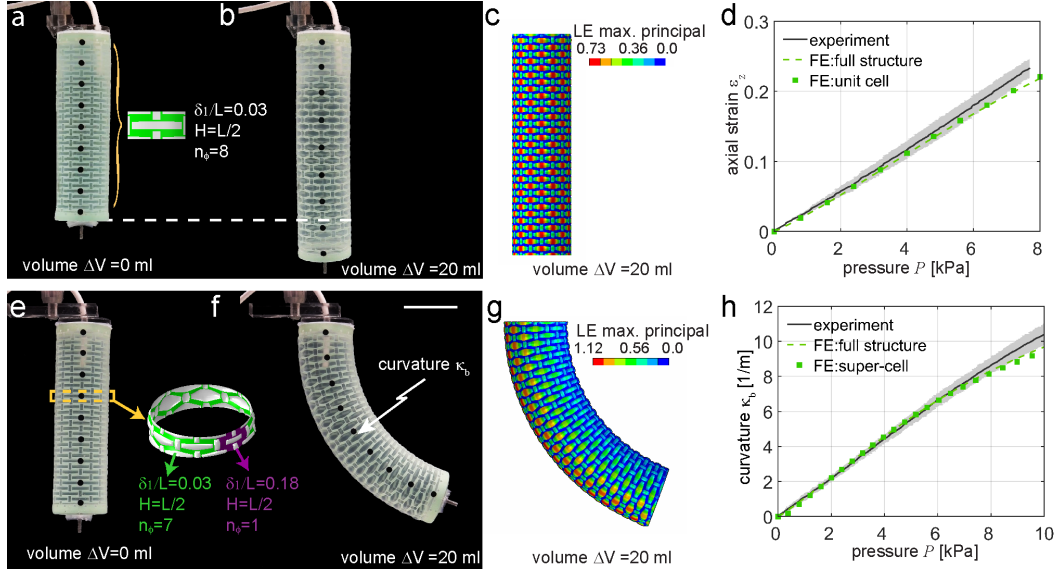 a
δ1/L=0.03
H=L/2
nϕ=8
volume ΔV=0 ml
b
volume ΔV =20 ml
c
LE max. principal
0.73 0.36 0.0
volume ΔV =20 ml
d
0.3
0.2
0.1
0
axial strain εz
experiment
FE:full structure
FE:unit cell
0 2 4 6 8
pressure P [kPa]
e
δ1/L=0.03
H=L/2
nϕ=7
δ1/L=0.18
H=L/2
nϕ=1
volume ΔV=0 ml
f
curvature κb
volume ΔV =20 ml
g
LE max. principal
1.12 0.56 0.0
volume ΔV =20 ml
h
12
10
8
6
4
2
0
curvature κb [1/m]
experiment
FE:full structure
FE:super-cell
0 2 4 6 8 10
pressure P [kPa]